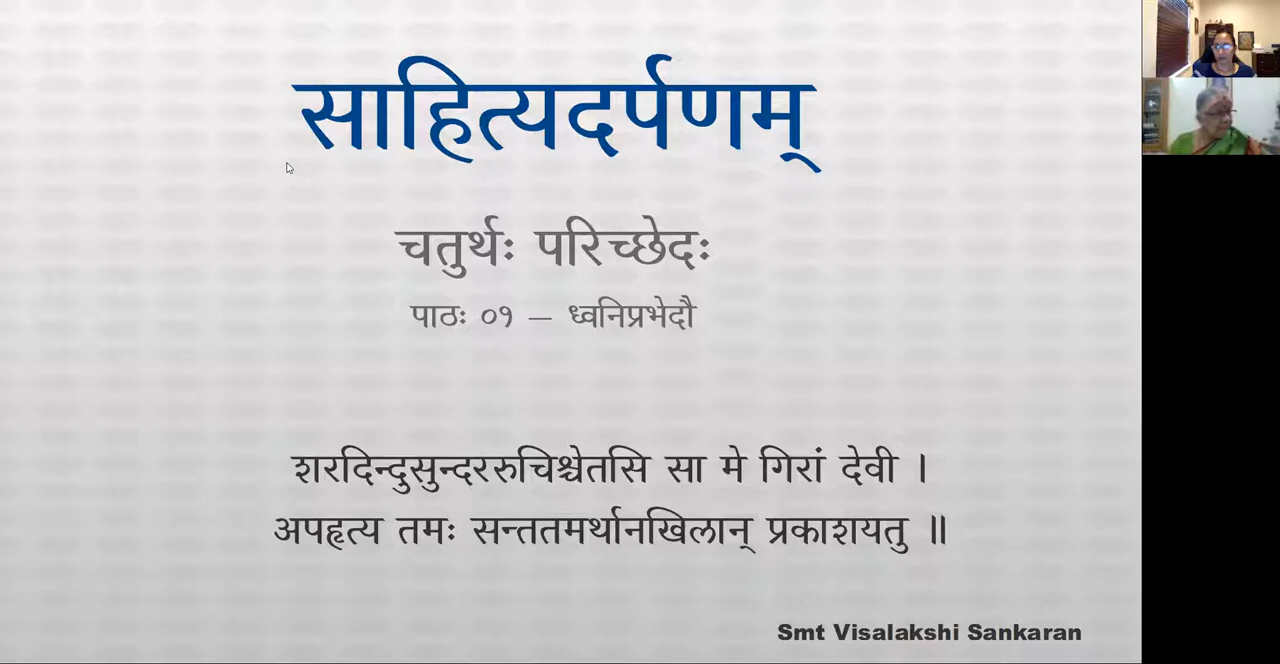 साहित्यदर्पणम्
चतुर्थः परिच्छेदः
पाठः ०१ – ध्वनिप्रभेदौ
शरदिन्दुसुन्दररुचिश्चेतसि सा मे गिरां देवी ।
अपहृत्य तमः सन्ततमर्थानखिलान् प्रकाशयतु ॥
Smt Visalakshi Sankaran